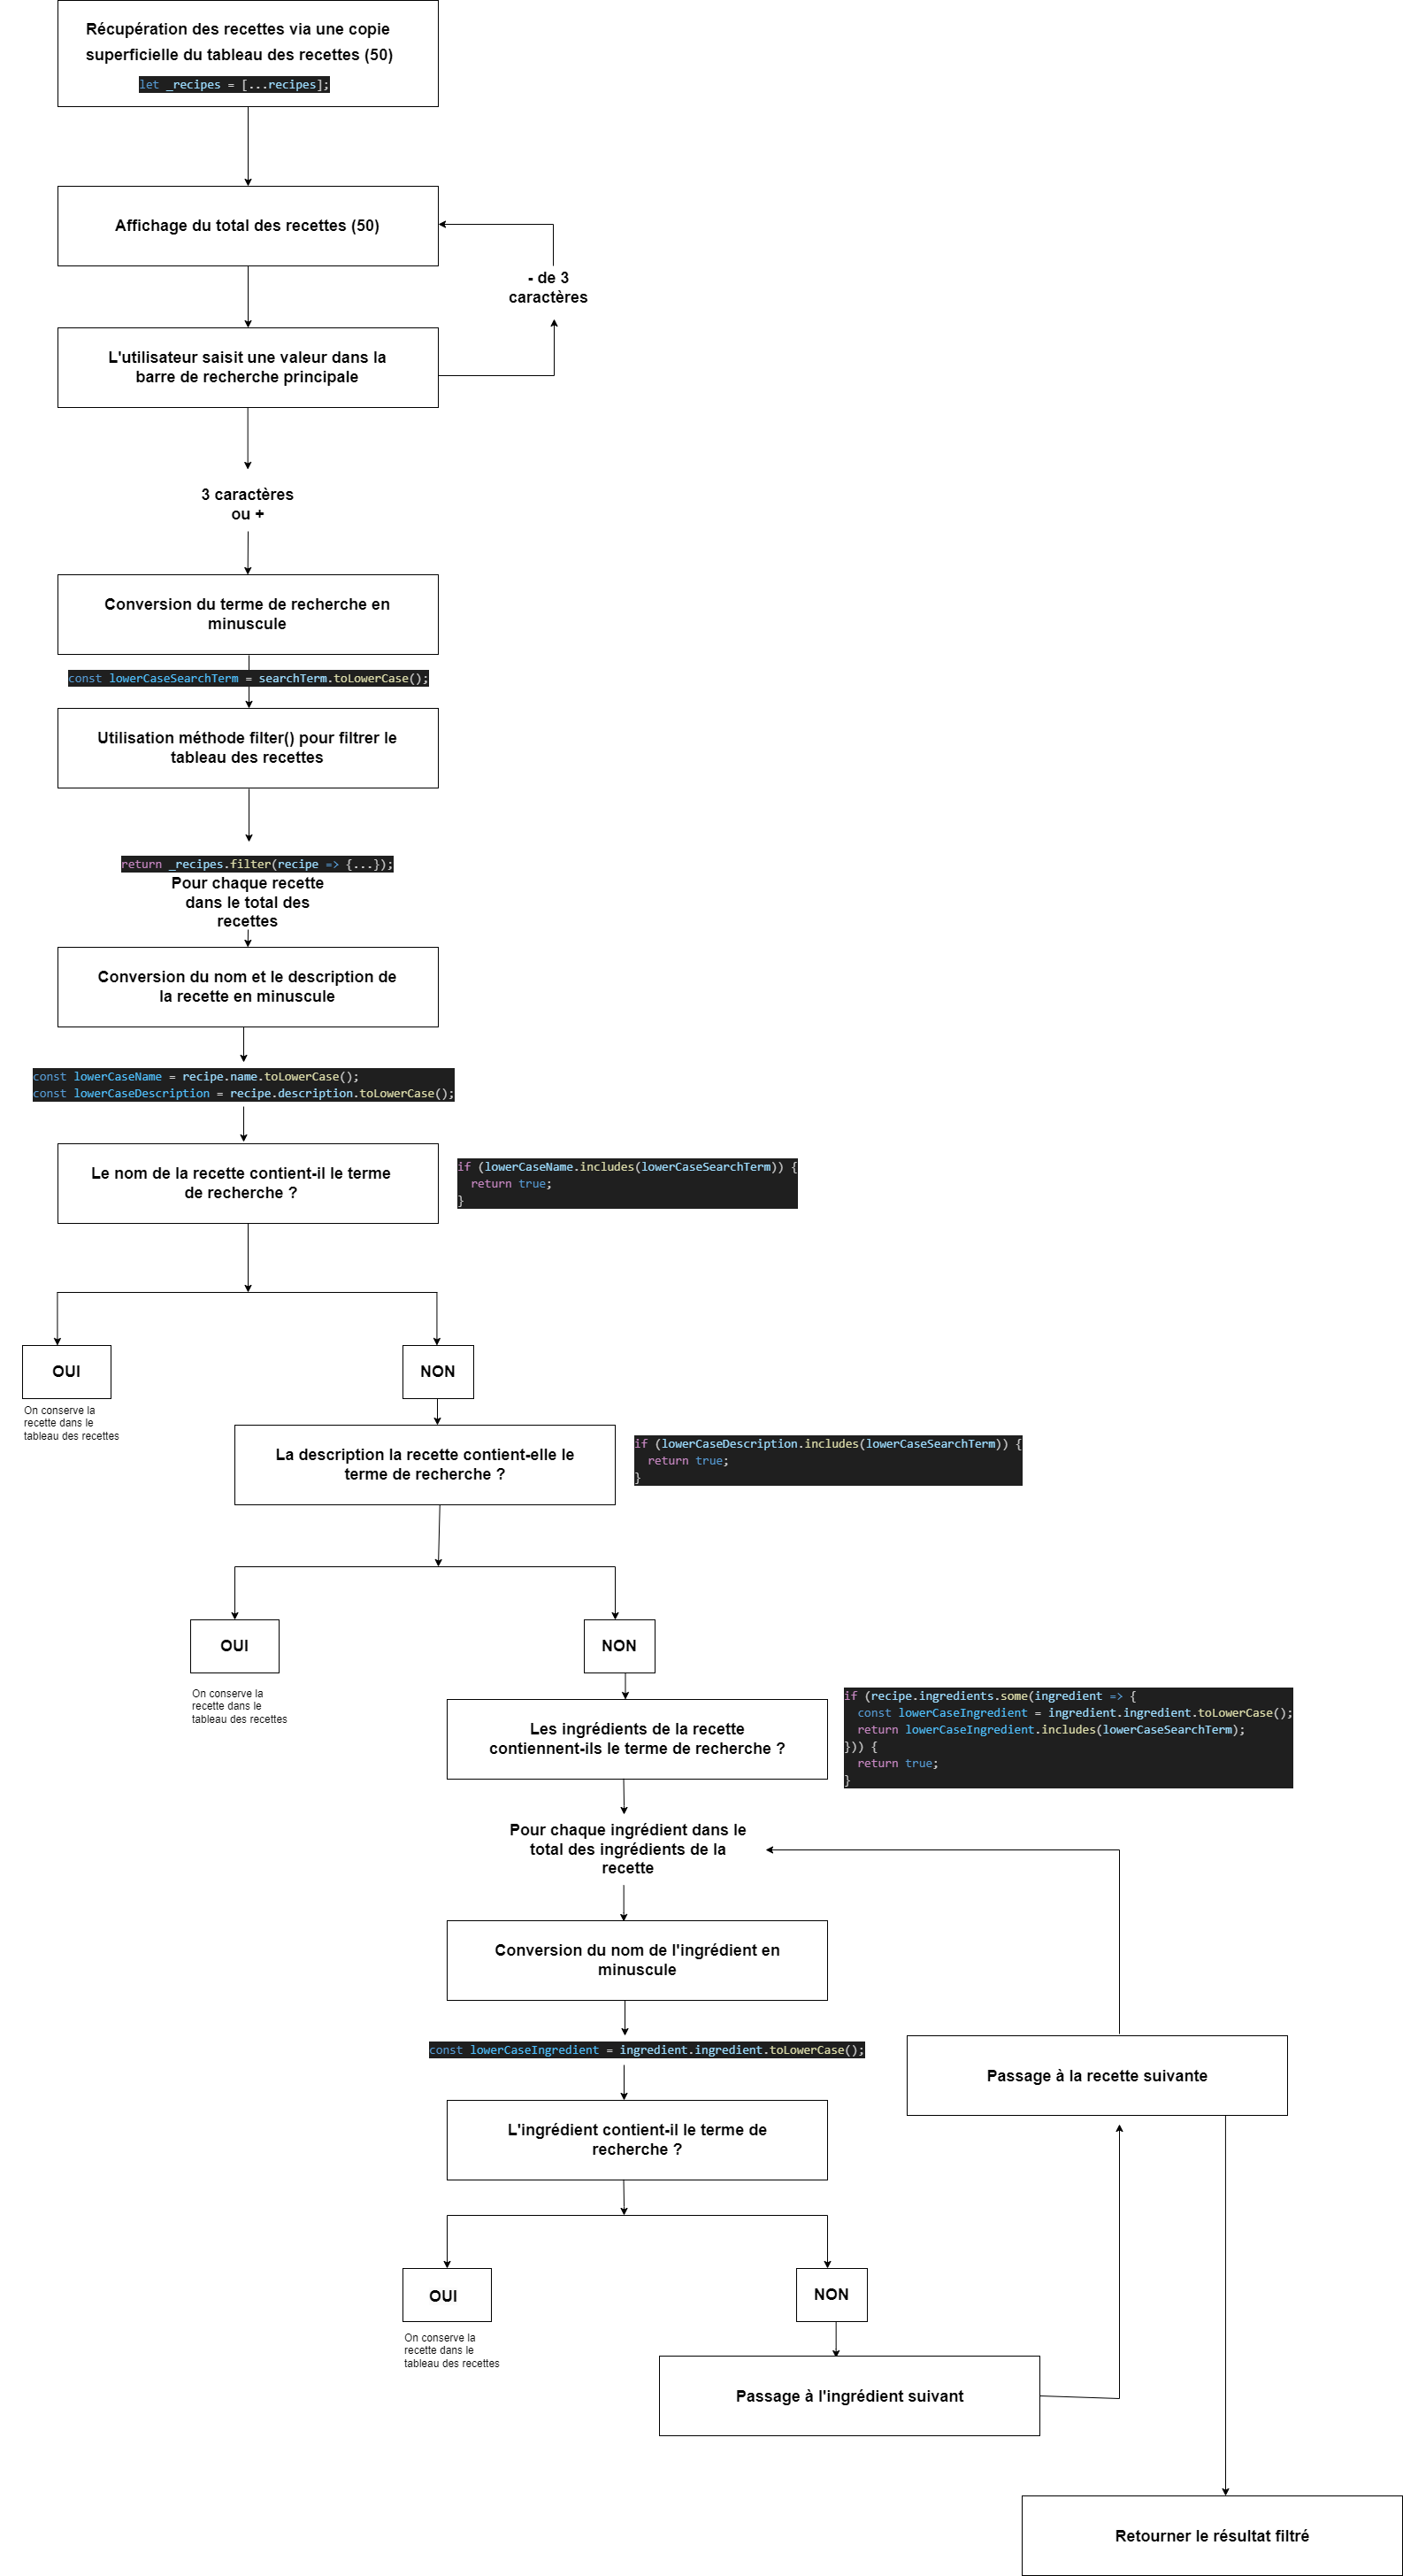 Récupération des recettes via une copie
superficielle du tableau des recettes (50)
let _recipes = [...recipes];
Affichage du total des recettes (50)
- de 3
caractères
L'utilisateur saisit une valeur dans la
barre de recherche principale
3 caractères
ou +
Conversion du terme de recherche en
minuscule
const lowerCaseSearchTerm = searchTerm.toLowerCase();
Utilisation méthode filter() pour filtrer le
tableau des recettes
return _recipes.filter(recipe => {...});
Pour chaque recette
dans le total des
recettes
Conversion du nom et le description de
la recette en minuscule
const lowerCaseName = recipe.name.toLowerCase();
const lowerCaseDescription = recipe.description.toLowerCase();
Le nom de la recette contient-il le terme
de recherche ?
if (lowerCaseName.includes(lowerCaseSearchTerm)) {
return true;
}
OUI
NON
On conserve la
recette dans le
tableau des recettes
La description la recette contient-elle le
terme de recherche ?
if (lowerCaseDescription.includes(lowerCaseSearchTerm)) {
return true;
}
OUI
NON
On conserve la
recette dans le
tableau des recettes
Les ingrédients de la recette
contiennent-ils le terme de recherche ?
if (recipe.ingredients.some(ingredient => {
const lowerCaseIngredient = ingredient.ingredient.toLowerCase();
return lowerCaseIngredient.includes(lowerCaseSearchTerm);
})) {
return true;
}
Pour chaque ingrédient dans le
total des ingrédients de la
recette
Conversion du nom de l'ingrédient en
minuscule
const lowerCaseIngredient = ingredient.ingredient.toLowerCase();
Passage à la recette suivante
L'ingrédient contient-il le terme de
recherche ?
OUI
NON
On conserve la
recette dans le
tableau des recettes
Passage à l'ingrédient suivant
Retourner le résultat filtré